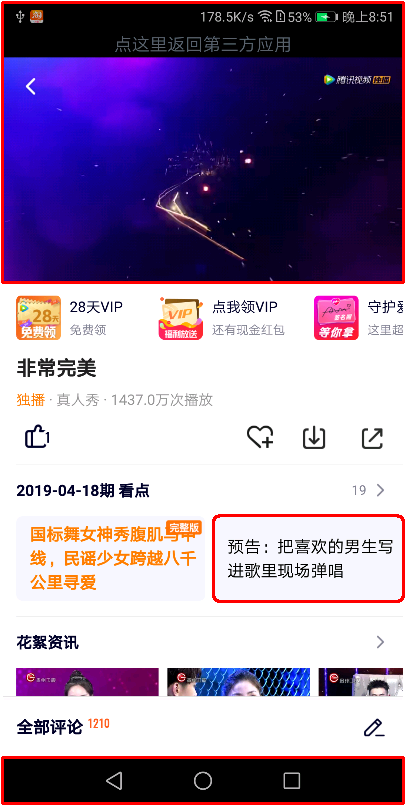 178.5K/s 53% 晚上8:51
点这里返回第三方应用
腾讯视频 独播
28天VIP
免费领
点我领VIP
还有现金红包
守护爱
这里超
28天
免费领
VIP
福利放送
等你拿
非常完美
独播 · 真人秀 · 1437.0万次播放
1
2019-04-18期 看点
19
完整版
国标舞女神秀腹肌马甲
线，民谣少女跨越八千
公里寻爱
预告：把喜欢的男生写
进歌里现场弹唱
花絮资讯
全部评论 1210